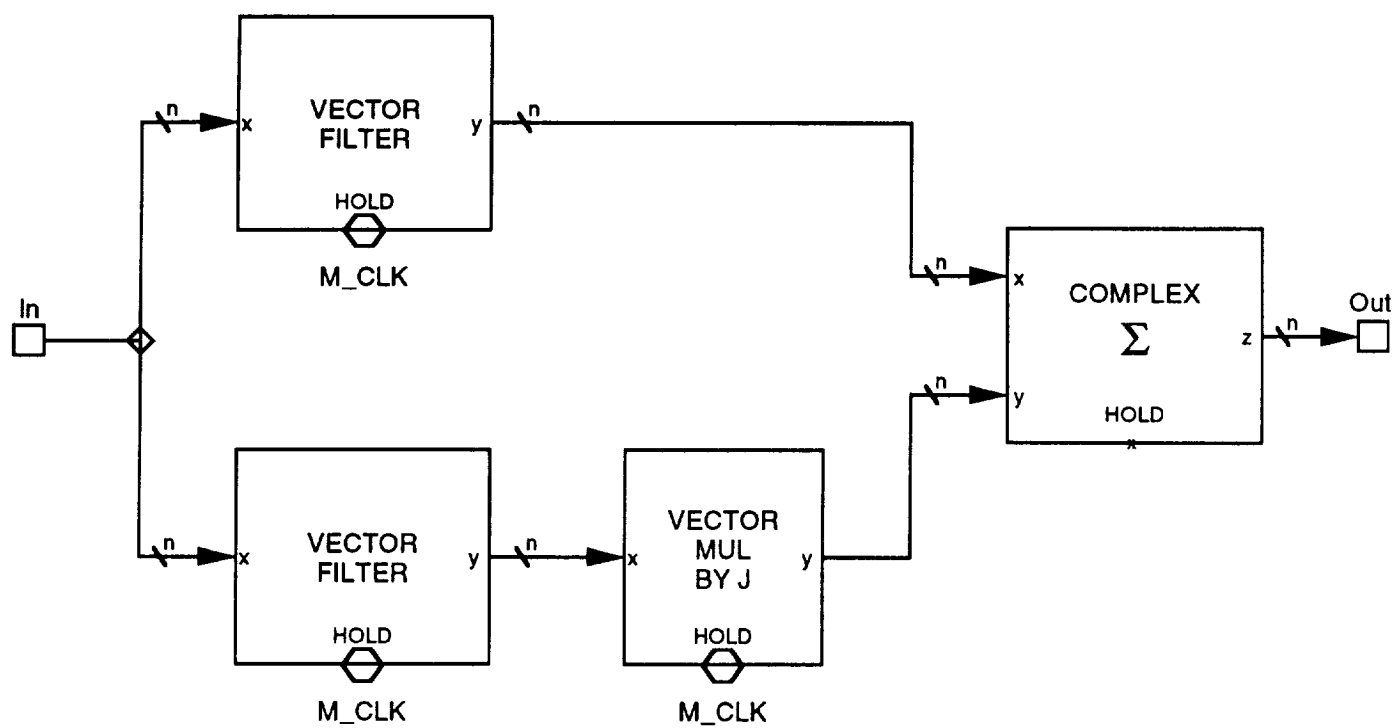 n
VECTOR
FILTER
x
y
n
HOLD
M_CLK
In
n
x
COMPLEX
Σ
z
n
Out
n
y
HOLD
x
n
x
VECTOR
FILTER
y
n
HOLD
M_CLK
x
VECTOR
MUL
BY J
y
HOLD
M_CLK